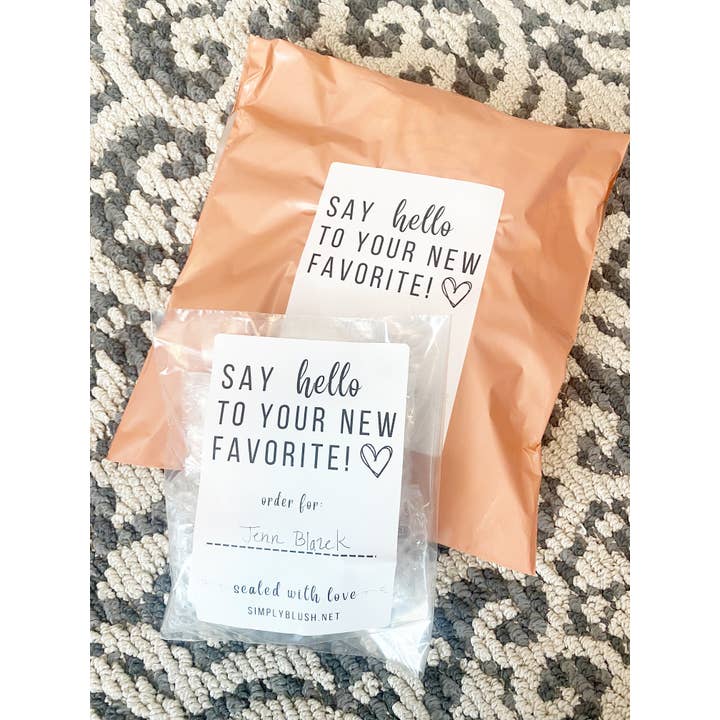 SAY hello
TO YOUR NEW
FAVORITE!
SAY hello
TO YOUR NEW
FAVORITE!
order for:
Jenn Blazek
sealed with love
SIMPLYBLUSH.NET